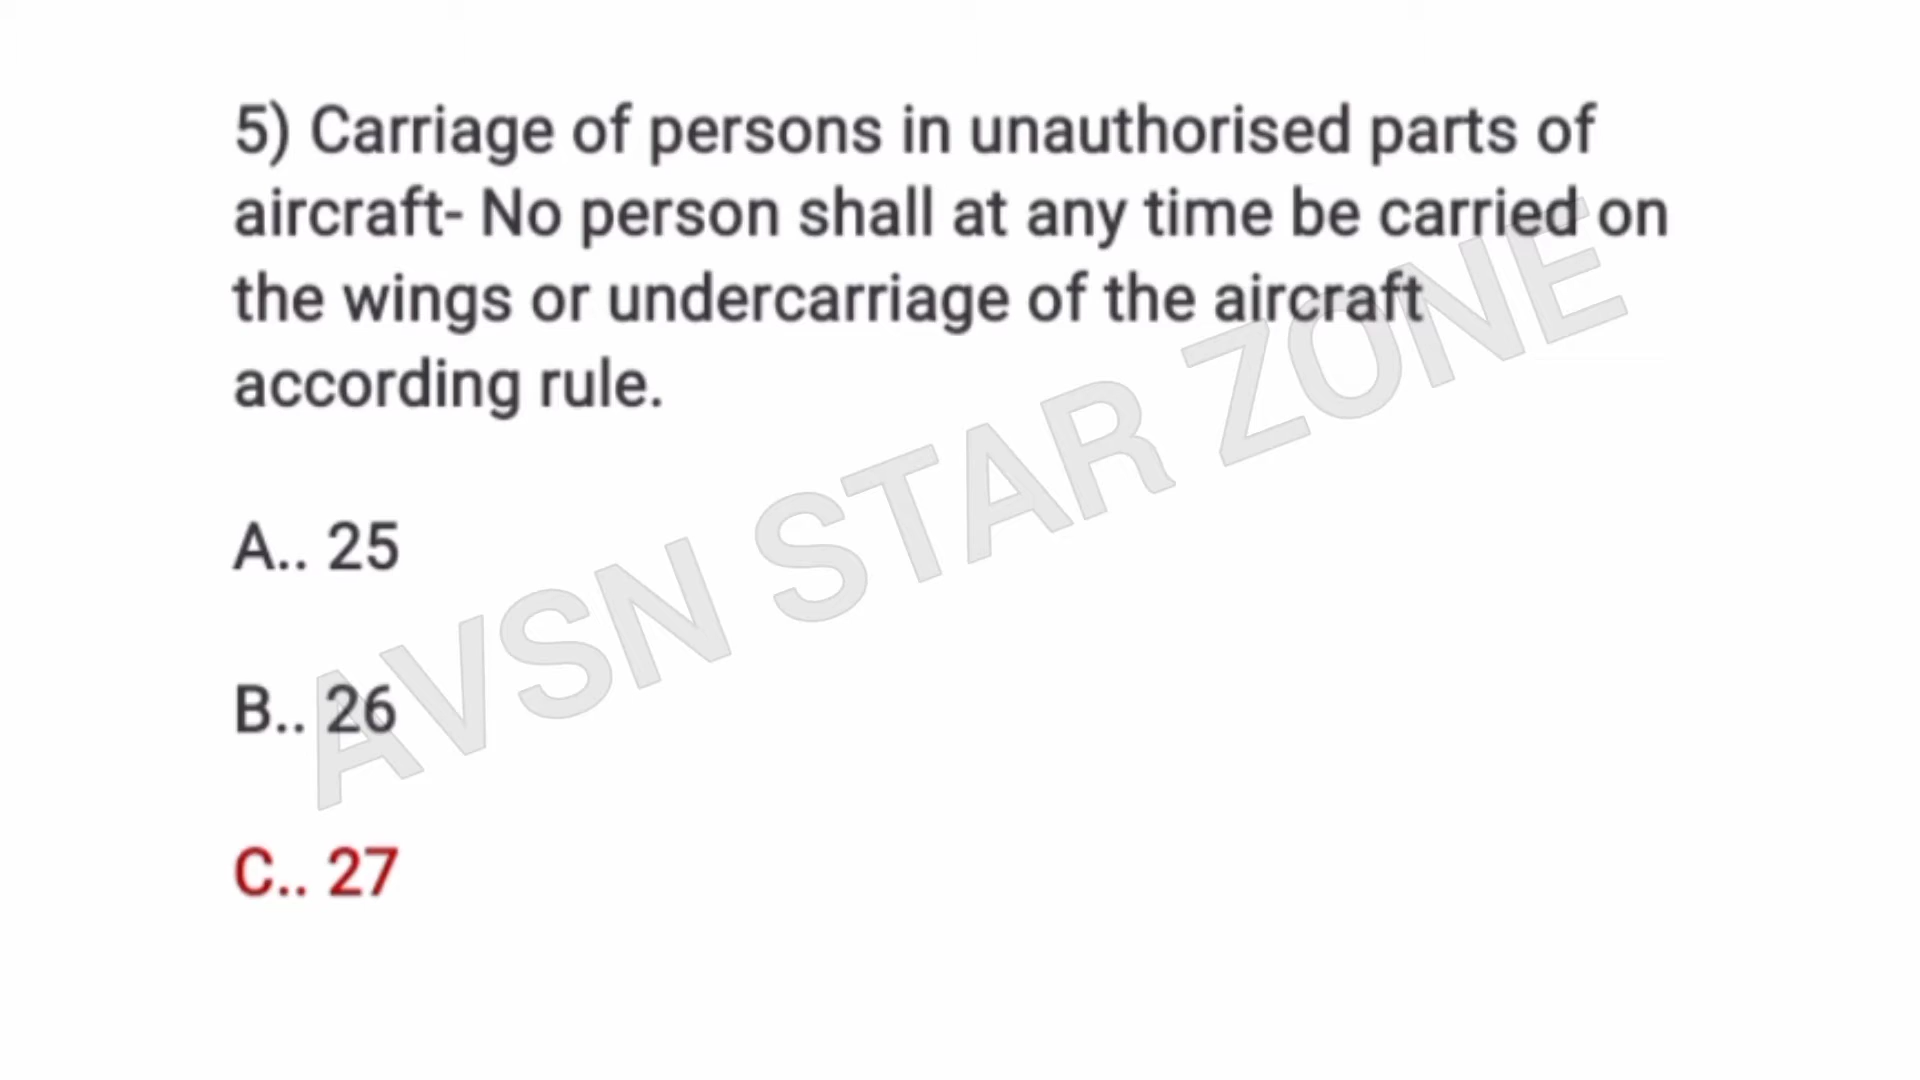 5) Carriage of persons in unauthorised parts of
aircraft- No person shall at any time be carried on
the wings or undercarriage of the aircraft
according rule.
A.. 25
B.. 26
C.. 27
AVSN STAR ZONE